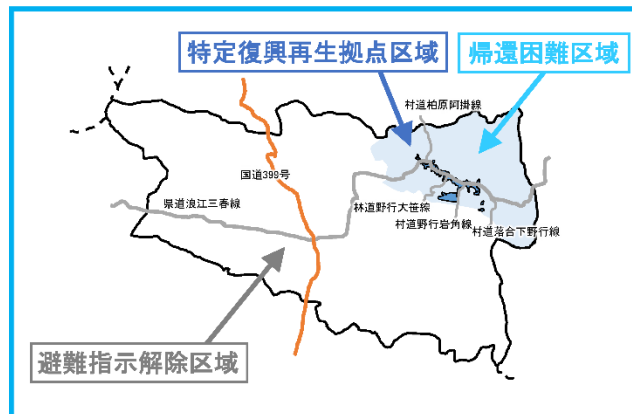 特定復興再生拠点区域
帰還困難区域
村道柏原阿掛線
国道399号
県道浪江三春線
林道野行大笹線
村道野行岩角線
村道落合下野行線
避難指示解除区域